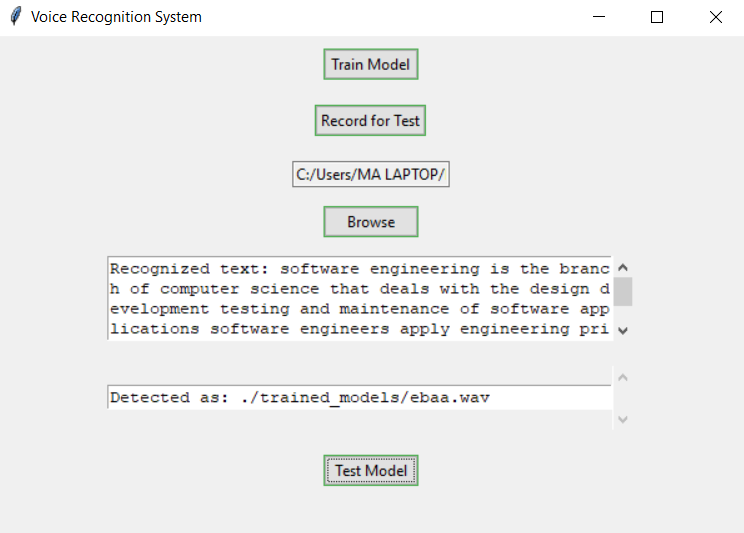 Voice Recognition System
Train Model
Record for Test
C:/Users/MA LAPTOP/
Browse
Recognized text: software engineering is the branc
h of computer science that deals with the design d
evelopment testing and maintenance of software app
lications software engineers apply engineering pri
Detected as: ./trained_models/ebaa.wav
Test Model